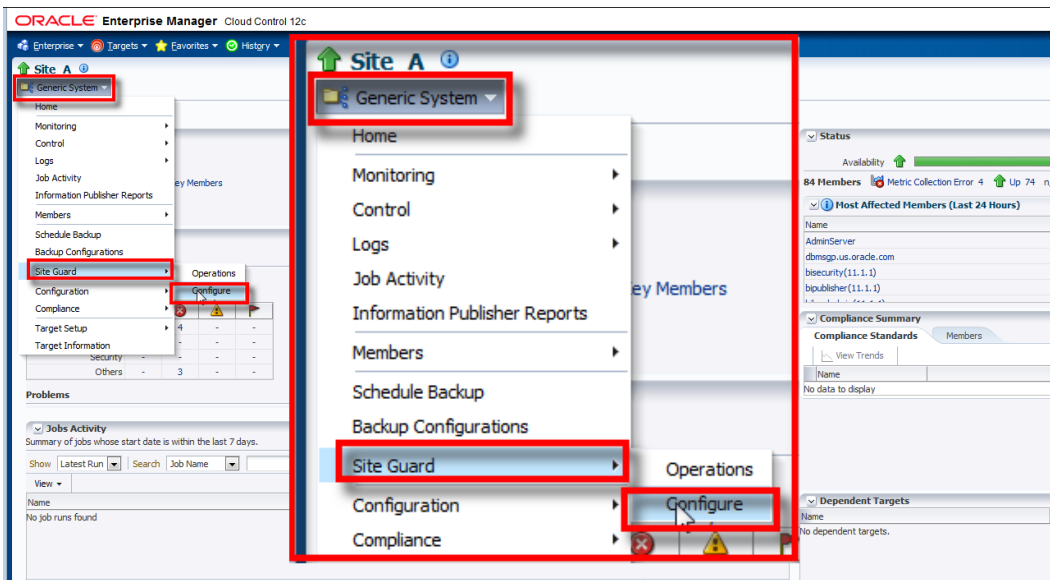 ORACLE Enterprise Manager Cloud Control 12c
Enterprise Targets Favorites History
Site A
Generic System
Home
Monitoring
Control
Logs
Job Activity
Information Publisher Reports
Members
Schedule Backup
Backup Configurations
Site Guard
Operations
Configure
Configuration
Compliance
Target Setup
Target Information
ey Members
4 - -
- - -
Security - - - -
Others - 3 - -
Problems
Jobs Activity
Summary of jobs whose start date is within the last 7 days.
Show Latest Run Search Job Name
View
Name
No job runs found
Site A
Generic System
Home
Monitoring
Control
Logs
Job Activity
Information Publisher Reports
Members
Schedule Backup
Backup Configurations
Site Guard
Operations
Configure
Configuration
Compliance
ey Members
Status
Availability
84 Members Metric Collection Error 4 Up 74
Most Affected Members (Last 24 Hours)
Name
AdminServer
dbmsgp.us.oracle.com
bisecurity(11.1.1)
bipublisher(11.1.1)
Compliance Summary
Compliance Standards Members
View Trends
Name
No data to display
Dependent Targets
Name
No dependent targets.